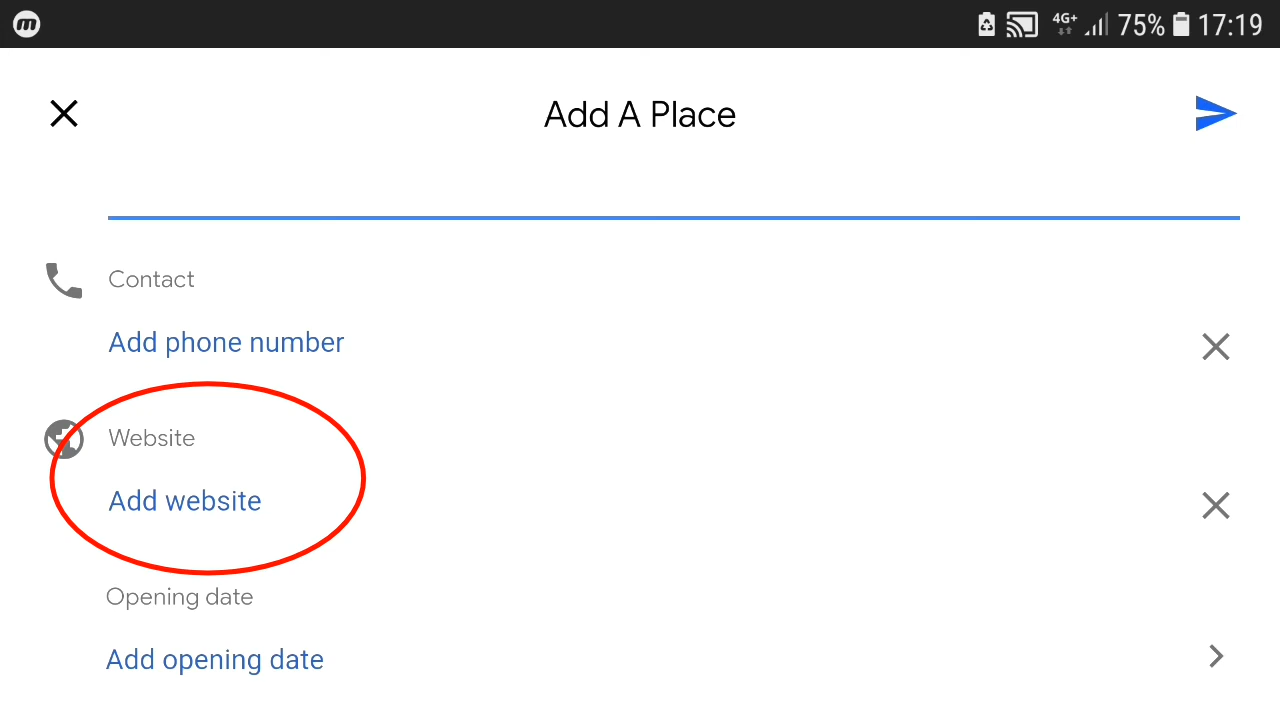 m
4G+ 75% 17:19
Add A Place
Contact
Add phone number
Website
Add website
Opening date
Add opening date